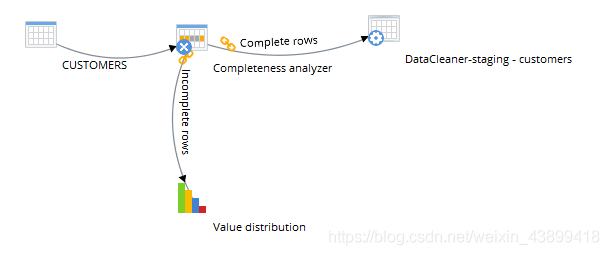 Complete rows
CUSTOMERS
Completeness analyzer
DataCleaner-staging - customers
Incomplete rows
Value distribution
https://blog.csdn.net/weixin_43899418